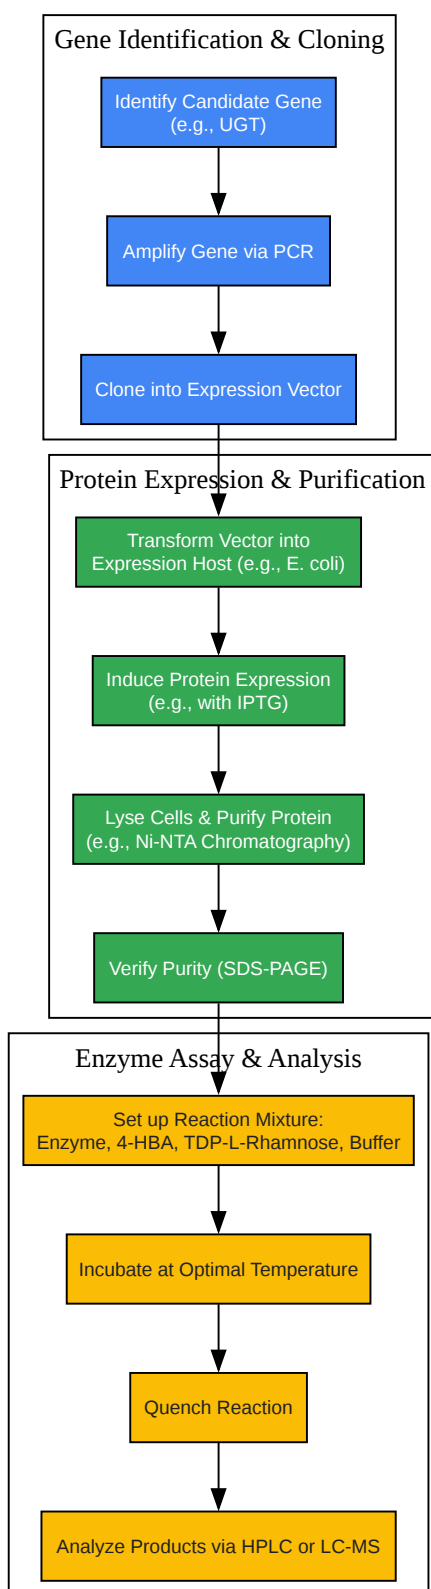 Gene Identification & Cloning
Identify Candidate Gene
(e.g., UGT)
Amplify Gene via PCR
Clone into Expression Vector
Protein Expression & Purification
Transform Vector into
Expression Host (e.g., E. coli)
Induce Protein Expression
(e.g., with IPTG)
Lyse Cells & Purify Protein
(e.g., Ni-NTA Chromatography)
Verify Purity (SDS-PAGE)
Enzyme Assay & Analysis
Set up Reaction Mixture:
Enzyme, 4-HBA, TDP-L-Rhamnose, Buffer
Incubate at Optimal Temperature
Quench Reaction
Analyze Products via HPLC or LC-MS